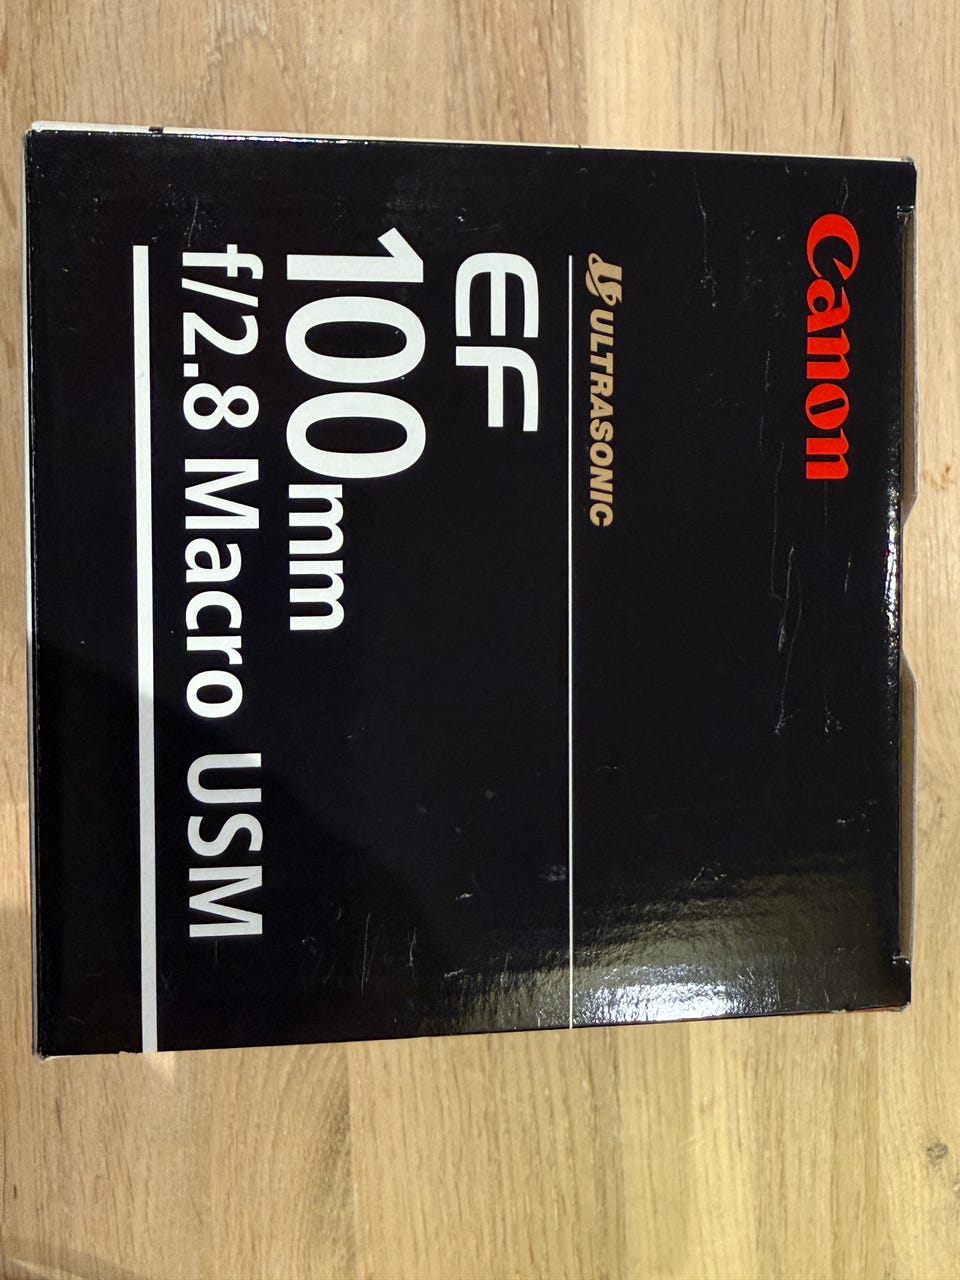 Canon
ULTRASONIC
EF
100mm
f/2.8 Macro USM